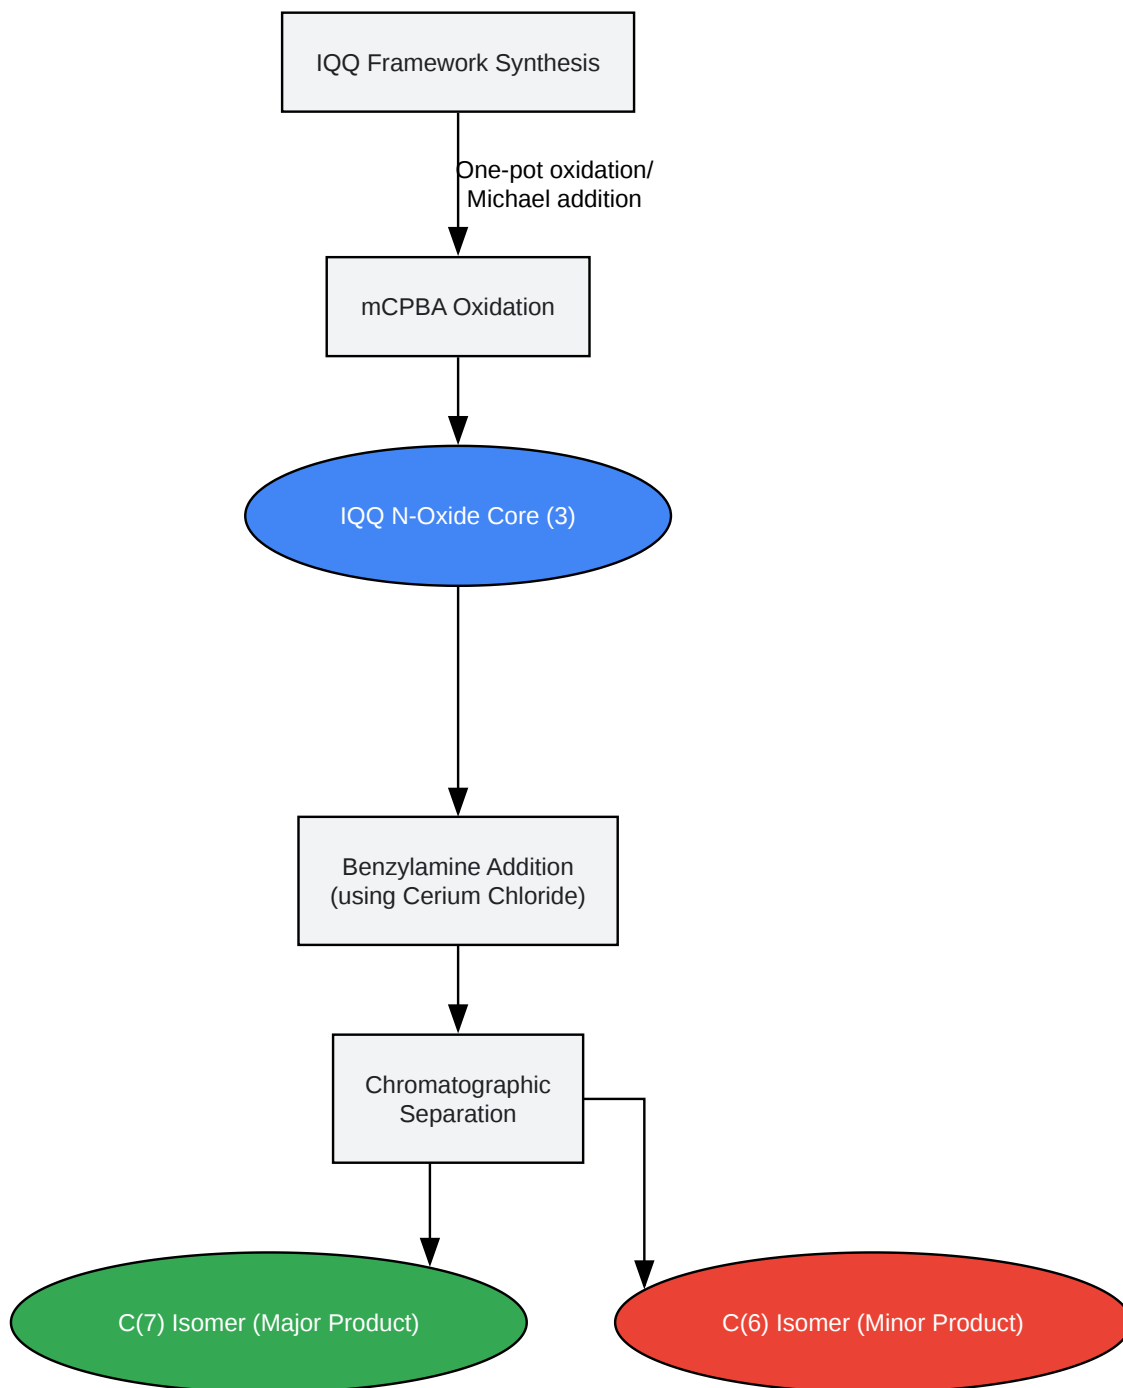 IQQ Framework Synthesis
One-pot oxidation/
Michael addition
mCPBA Oxidation
IQQ N-Oxide Core (3)
Benzylamine Addition
(using Cerium Chloride)
Chromatographic
Separation
C(7) Isomer (Major Product)
C(6) Isomer (Minor Product)